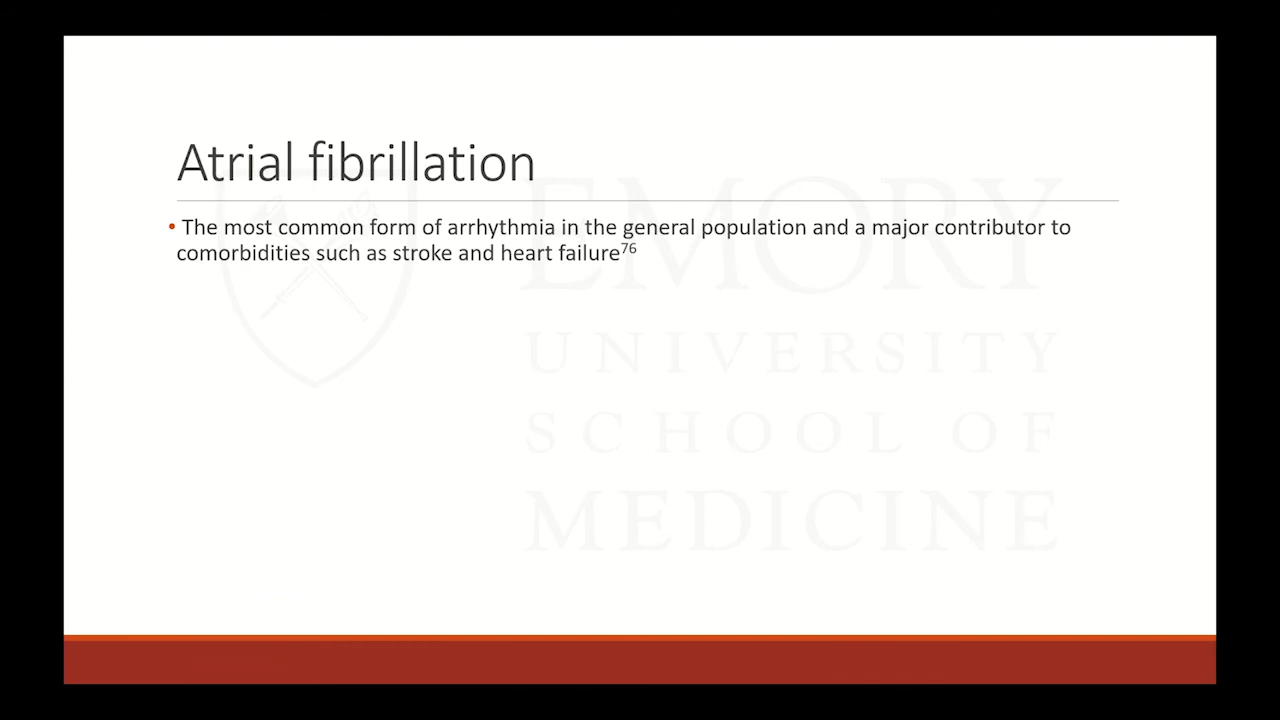 Atrial fibrillation
• The most common form of arrhythmia in the general population and a major contributor to
comorbidities such as stroke and heart failure76
EMORY
UNIVERSITY
SCHOOL OF
MEDICINE